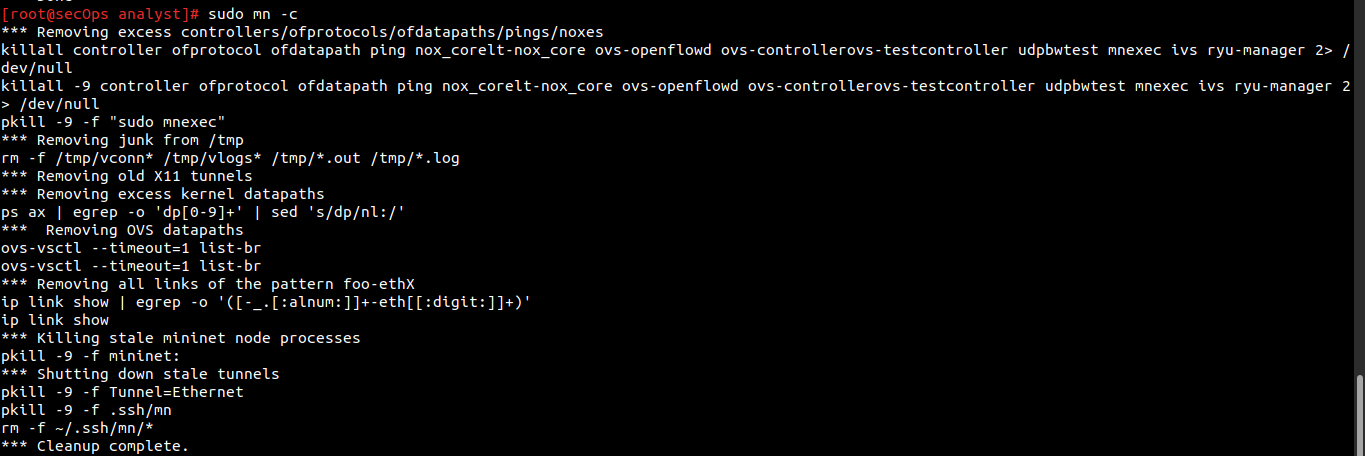 [root@secOps analyst]# sudo mn -c
*** Removing excess controllers/ofprotocols/ofdatapaths/pings/noxes
killall controller ofprotocol ofdatapath ping nox_corelt-nox_core ovs-openflowd ovs-controllerovs-testcontroller udpbwtest mnexec ivs ryu-manager 2> /
dev/null
killall -9 controller ofprotocol ofdatapath ping nox_corelt-nox_core ovs-openflowd ovs-controllerovs-testcontroller udpbwtest mnexec ivs ryu-manager 2
> /dev/null
pkill -9 -f "sudo mnexec"
*** Removing junk from /tmp
rm -f /tmp/vconn* /tmp/vlogs* /tmp/*.out /tmp/*.log
*** Removing old X11 tunnels
*** Removing excess kernel datapaths
ps ax | egrep -o 'dp[0-9]+' | sed 's/dp/nl:/'
***  Removing OVS datapaths
ovs-vsctl --timeout=1 list-br
ovs-vsctl --timeout=1 list-br
*** Removing all links of the pattern foo-ethX
ip link show | egrep -o '([-_.[:alnum:]]+-eth[[:digit:]]+)'
ip link show
*** Killing stale mininet node processes
pkill -9 -f mininet:
*** Shutting down stale tunnels
pkill -9 -f Tunnel=Ethernet
pkill -9 -f .ssh/mn
rm -f ~/.ssh/mn/*
*** Cleanup complete.